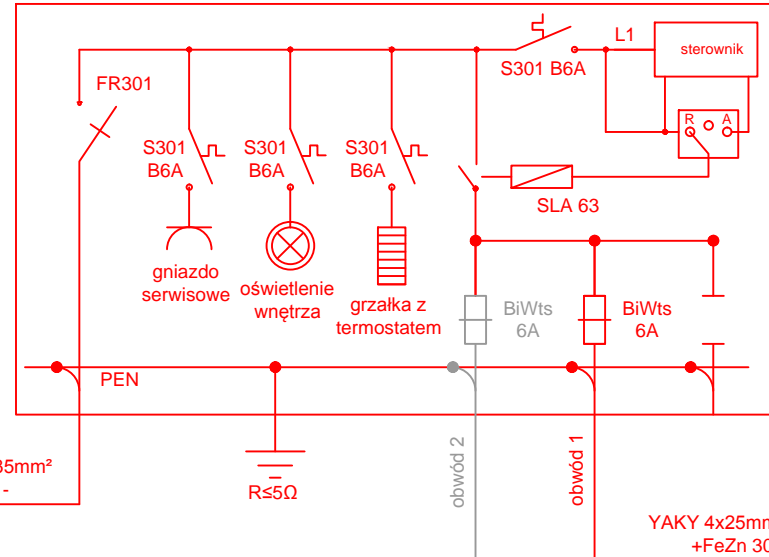 L1
sterownik
FR301
S301 B6A
R A
S301
B6A
S301
B6A
S301
B6A
SLA 63
gniazdo
serwisowe
oświetlenie
wnętrza
grzałka z
termostatem
BiWts
6A
BiWts
6A
PEN
35mm²
-
R≤5Ω
obwód 2
obwód 1
YAKY 4x25mm
+FeZn 30